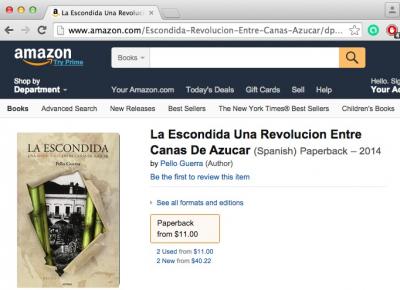 La Escondida Una Revoluci
www.amazon.com/Escondida-Revolucion-Entre-Canas-Azucar/dp...
amazon
Try Prime
Books
Shop by
Department
Your Amazon.com Today's Deals Gift Cards Sell Help
Hello. Sign
Your Ac
Books Advanced Search New Releases Best Sellers The New York Times® Best Sellers Children's Books
LA ESCONDIDA
Pello Guerra
La Escondida Una Revolucion Entre
Canas De Azucar (Spanish) Paperback – 2014
by Pello Guerra (Author)
Be the first to review this item
See all formats and editions
Paperback
from $11.00
2 Used from $11.00
2 New from $40.22